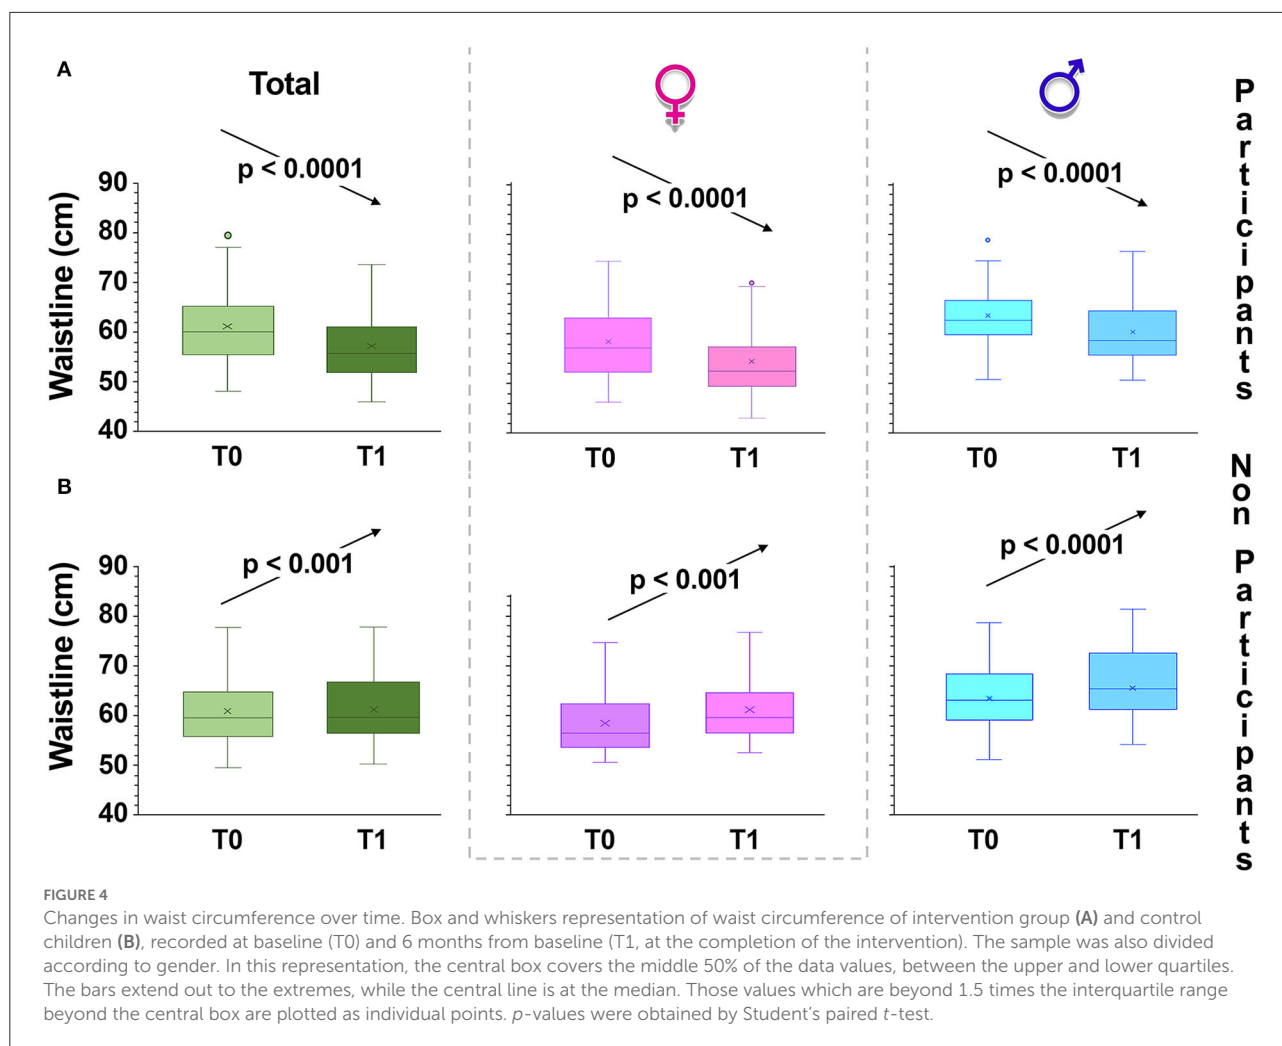 A
Total
p < 0.0001
p < 0.0001
p < 0.0001
Participants
Waistline (cm)
90
80
70
60
50
40
T0
T1
T0
T1
T0
T1
B
p < 0.001
p < 0.001
p < 0.0001
Non Participants
Waistline (cm)
90
80
70
60
50
40
T0
T1
T0
T1
T0
T1
FIGURE 4
Changes in waist circumference over time. Box and whiskers representation of waist circumference of intervention group (A) and control
children (B), recorded at baseline (T0) and 6 months from baseline (T1, at the completion of the intervention). The sample was also divided
according to gender. In this representation, the central box covers the middle 50% of the data values, between the upper and lower quartiles.
The bars extend out to the extremes, while the central line is at the median. Those values which are beyond 1.5 times the interquartile range
beyond the central box are plotted as individual points. p-values were obtained by Student's paired t-test.